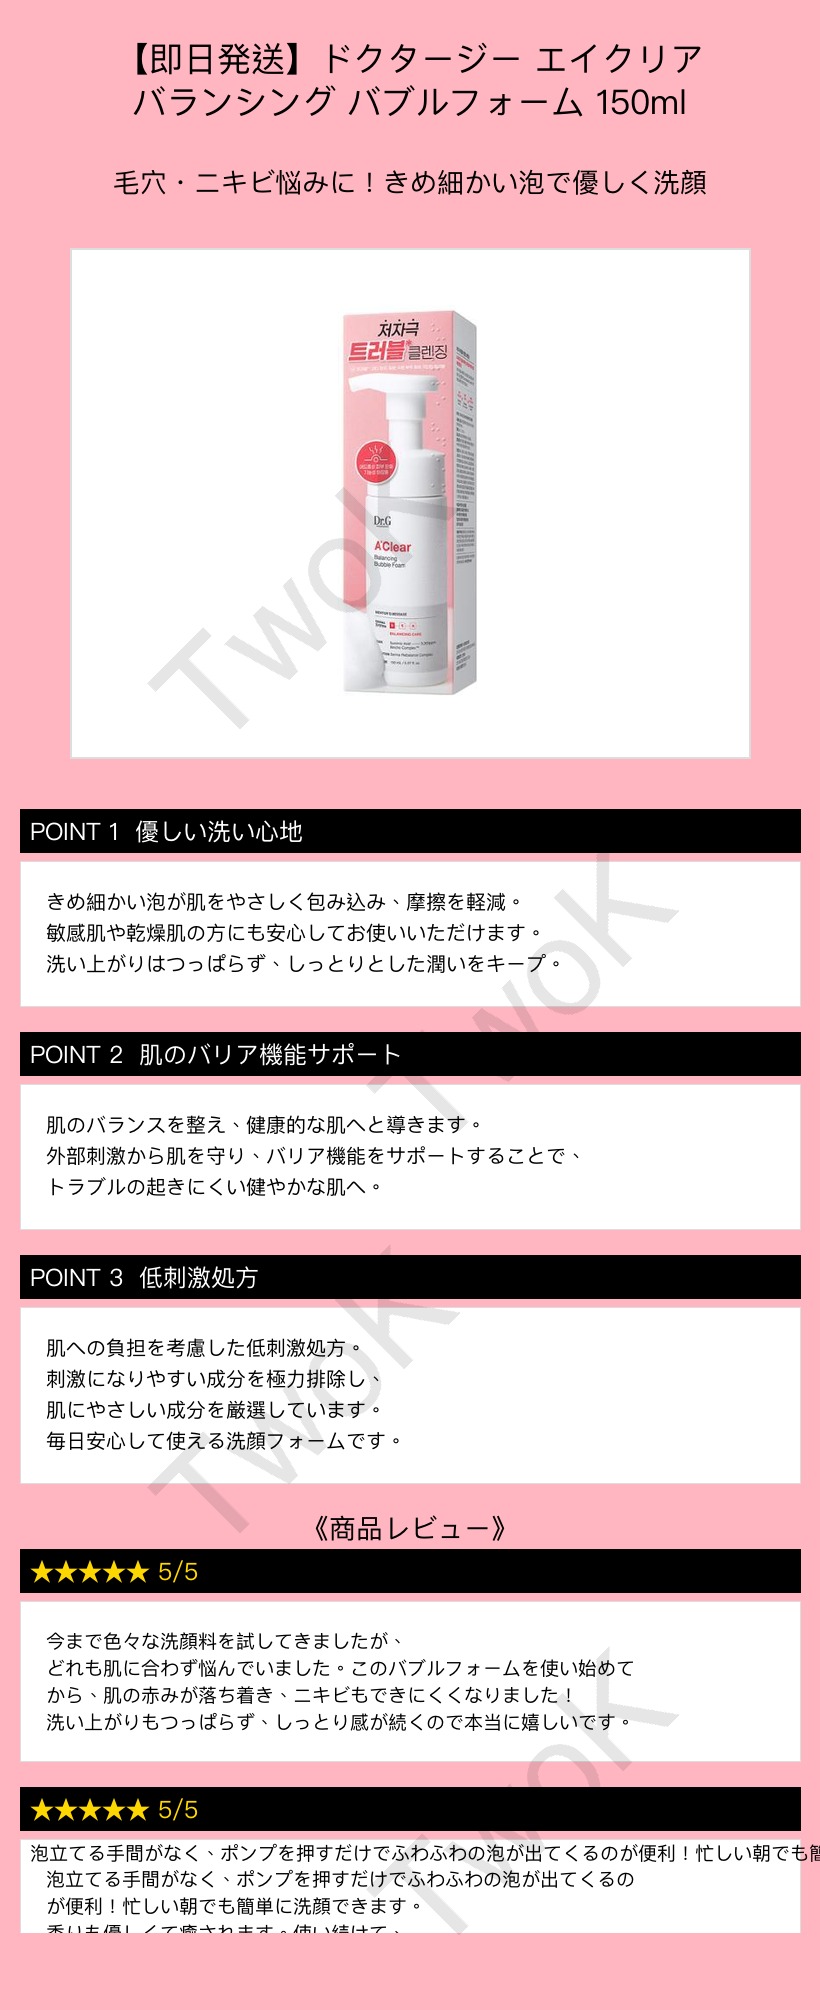 【即日発送】ドクタージー エイクリア
バランシング バブルフォーム 150ml
毛穴・ニキビ悩みに！きめ細かい泡で優しく洗顔
저자극
트러블*클렌징
Dr.G
A'Clear
Balancing
Bubble Foam
BALANCING CARE
TwoK
POINT 1 優しい洗い心地
きめ細かい泡が肌をやさしく包み込み、摩擦を軽減。
敏感肌や乾燥肌の方にも安心してお使いいただけます。
洗い上がりはつっぱらず、しっとりとした潤いをキープ。
TwoK
POINT 2 肌のバリア機能サポート
肌のバランスを整え、健康的な肌へと導きます。
外部刺激から肌を守り、バリア機能をサポートすることで、
トラブルの起きにくい健やかな肌へ。
POINT 3 低刺激処方
肌への負担を考慮した低刺激処方。
刺激になりやすい成分を極力排除し、
肌にやさしい成分を厳選しています。
毎日安心して使える洗顔フォームです。
TwoK
《商品レビュー》
★★★★★ 5/5
今まで色々な洗顔料を試してきましたが、
どれも肌に合わず悩んでいました。このバブルフォームを使い始めて
から、肌の赤みが落ち着き、ニキビもできにくくなりました！
洗い上がりもつっぱらず、しっとり感が続くので本当に嬉しいです。
TwoK
★★★★★ 5/5
泡立てる手間がなく、ポンプを押すだけでふわふわの泡が出てくるのが便利！忙しい朝でも簡
泡立てる手間がなく、ポンプを押すだけでふわふわの泡が出てくるの
が便利！忙しい朝でも簡単に洗顔できます。
香りも優しくて癒されます。使い続けて、